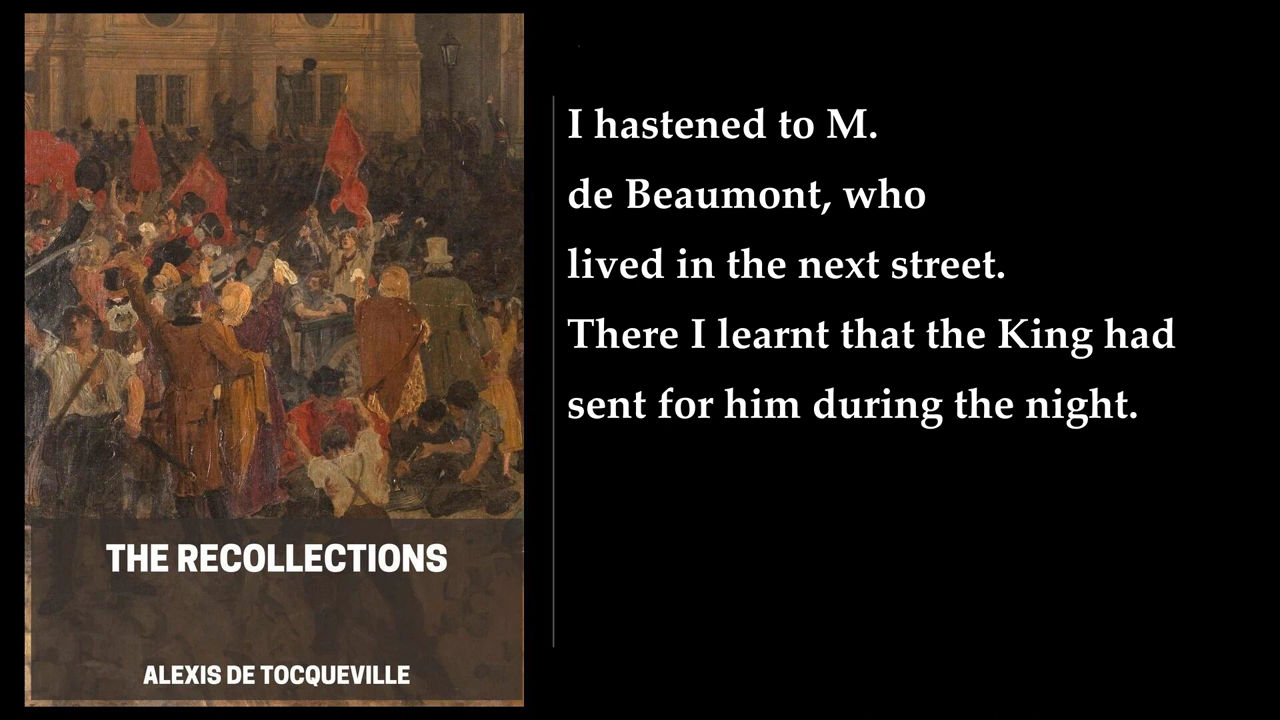 I hastened to M.
de Beaumont, who
lived in the next street.
There I learnt that the King had
sent for him during the night.
THE RECOLLECTIONS
ALEXIS DE TOCQUEVILLE